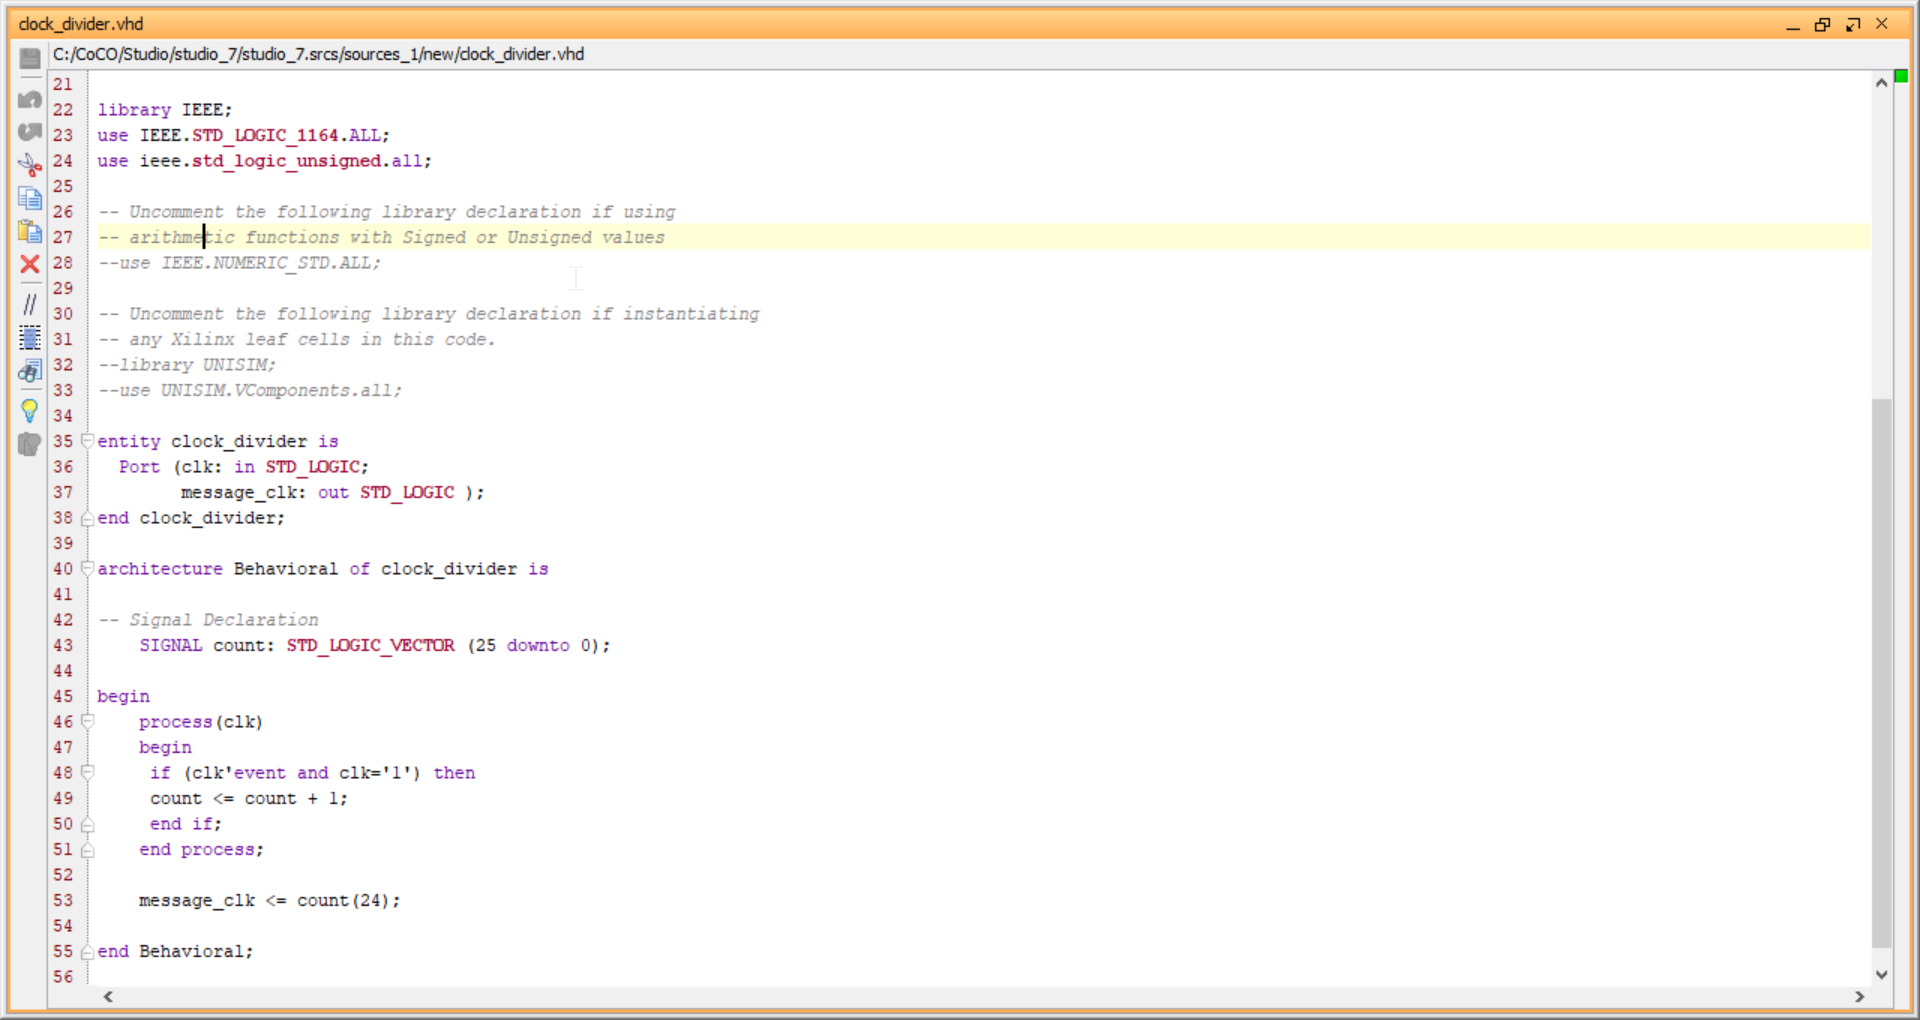 clock_divider.vhd
C:/CoCO/Studio/studio_7/studio_7.srcs/sources_1/new/clock_divider.vhd
21
22 library IEEE;
23 use IEEE.STD_LOGIC_1164.ALL;
24 use ieee.std_logic_unsigned.all;
25
26 -- Uncomment the following library declaration if using
27 -- arithmetic functions with Signed or Unsigned values
28 --use IEEE.NUMERIC_STD.ALL;
29
30 -- Uncomment the following library declaration if instantiating
31 -- any Xilinx leaf cells in this code.
32 --library UNISIM;
33 --use UNISIM.VComponents.all;
34
35 entity clock_divider is
36   Port (clk: in STD_LOGIC;
37         message_clk: out STD_LOGIC );
38 end clock_divider;
39
40 architecture Behavioral of clock_divider is
41
42 -- Signal Declaration
43     SIGNAL count: STD_LOGIC_VECTOR (25 downto 0);
44
45 begin
46     process(clk)
47     begin
48      if (clk'event and clk='1') then
49      count <= count + 1;
50      end if;
51     end process;
52
53     message_clk <= count(24);
54
55 end Behavioral;
56